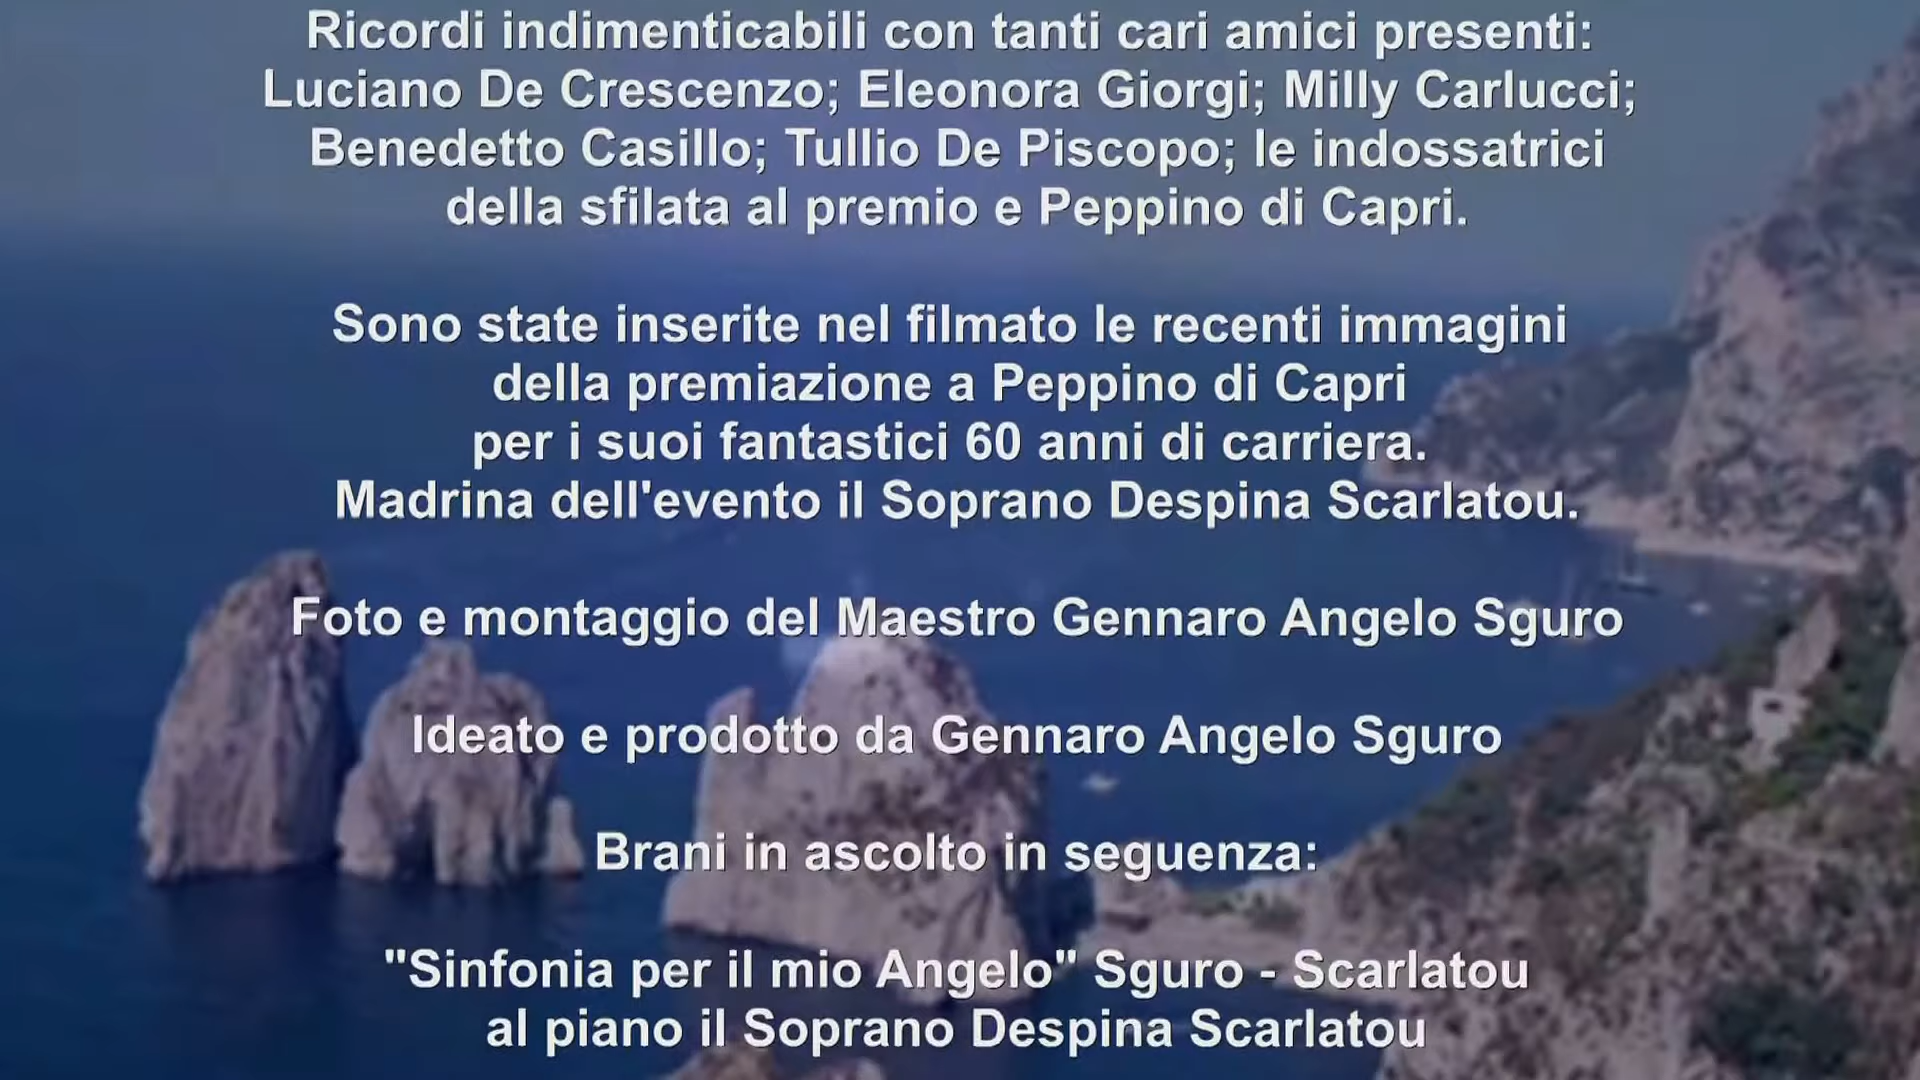 Ricordi indimenticabili con tanti cari amici presenti:
Luciano De Crescenzo; Eleonora Giorgi; Milly Carlucci;
Benedetto Casillo; Tullio De Piscopo; le indossatrici
della sfilata al premio e Peppino di Capri.
Sono state inserite nel filmato le recenti immagini
della premiazione a Peppino di Capri
per i suoi fantastici 60 anni di carriera.
Madrina dell'evento il Soprano Despina Scarlatou.
Foto e montaggio del Maestro Gennaro Angelo Sguro
Ideato e prodotto da Gennaro Angelo Sguro
Brani in ascolto in seguenza:
"Sinfonia per il mio Angelo" Sguro - Scarlatou
al piano il Soprano Despina Scarlatou